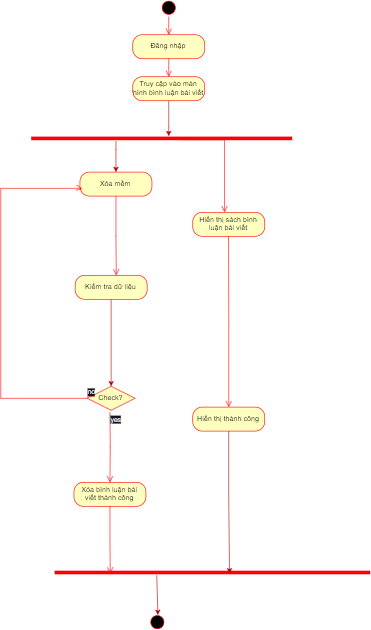 Đăng nhập
Truy cập vào màn
hình bình luận bài viết
Xóa mềm
Hiển thị sách bình
luận bài viết
Kiểm tra dữ liệu
no
Check?
yes
Hiển thị thành công
Xóa bình luận bài
viết thành công